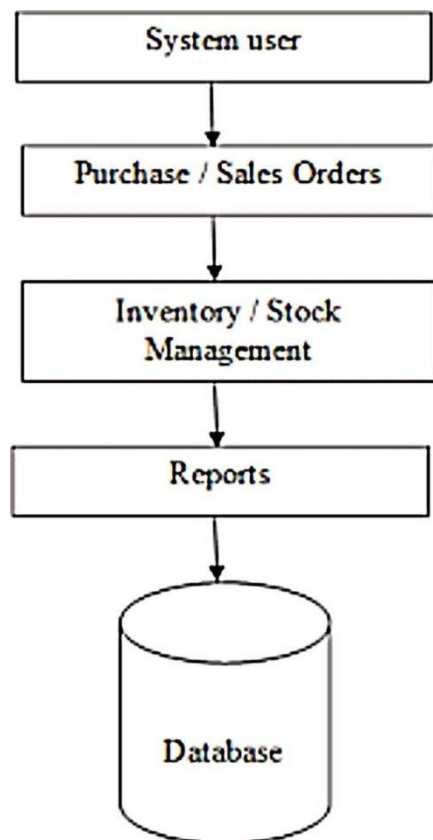 System user
Purchase / Sales Orders
Inventory / Stock
Management
Reports
Database